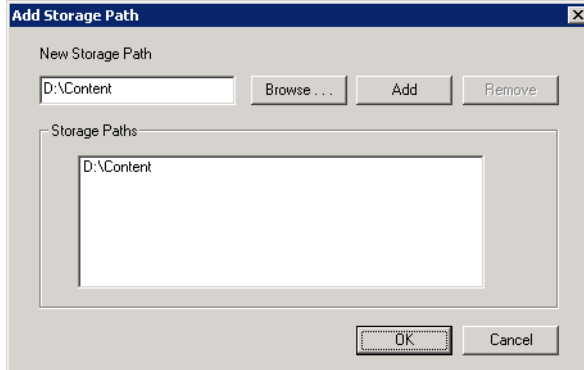 Add Storage Path
New Storage Path
D:\Content
Browse . . .
Add
Remove
Storage Paths
D:\Content
OK
Cancel